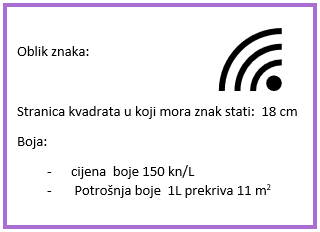 Oblik znaka:
Stranica kvadrata u koji mora znak stati:  18 cm
Boja:
- cijena  boje 150 kn/L
- Potrošnja boje  1L prekriva 11 m²